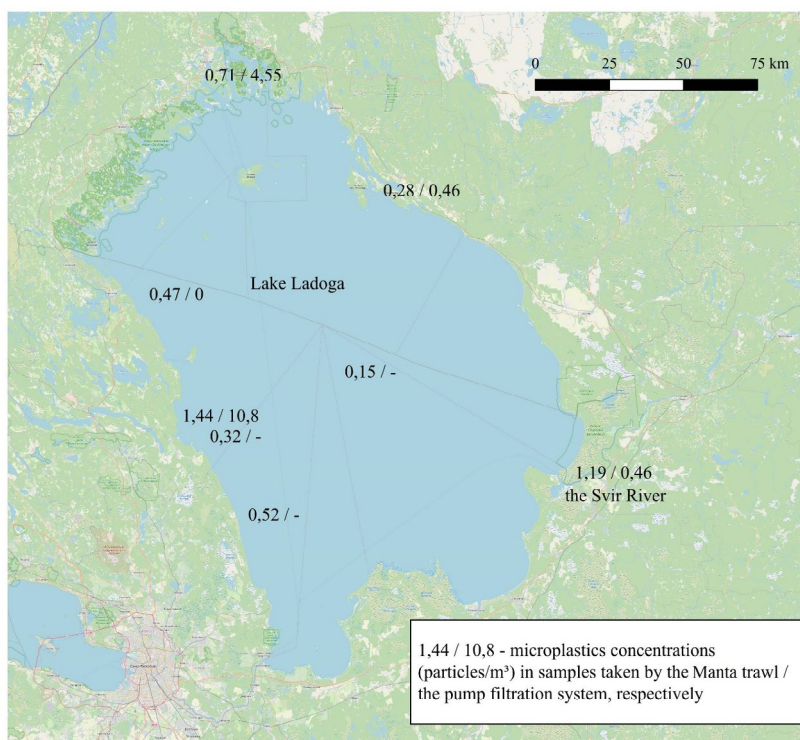 0 25 50 75 km
0,71 / 4,55
0,28 / 0,46
Lake Ladoga
0,47 / 0
0,15 / -
1,44 / 10,8
0,32 / -
1,19 / 0,46
the Svir River
0,52 / -
1,44 / 10,8 - microplastics concentrations
(particles/m³) in samples taken by the Manta trawl /
the pump filtration system, respectively